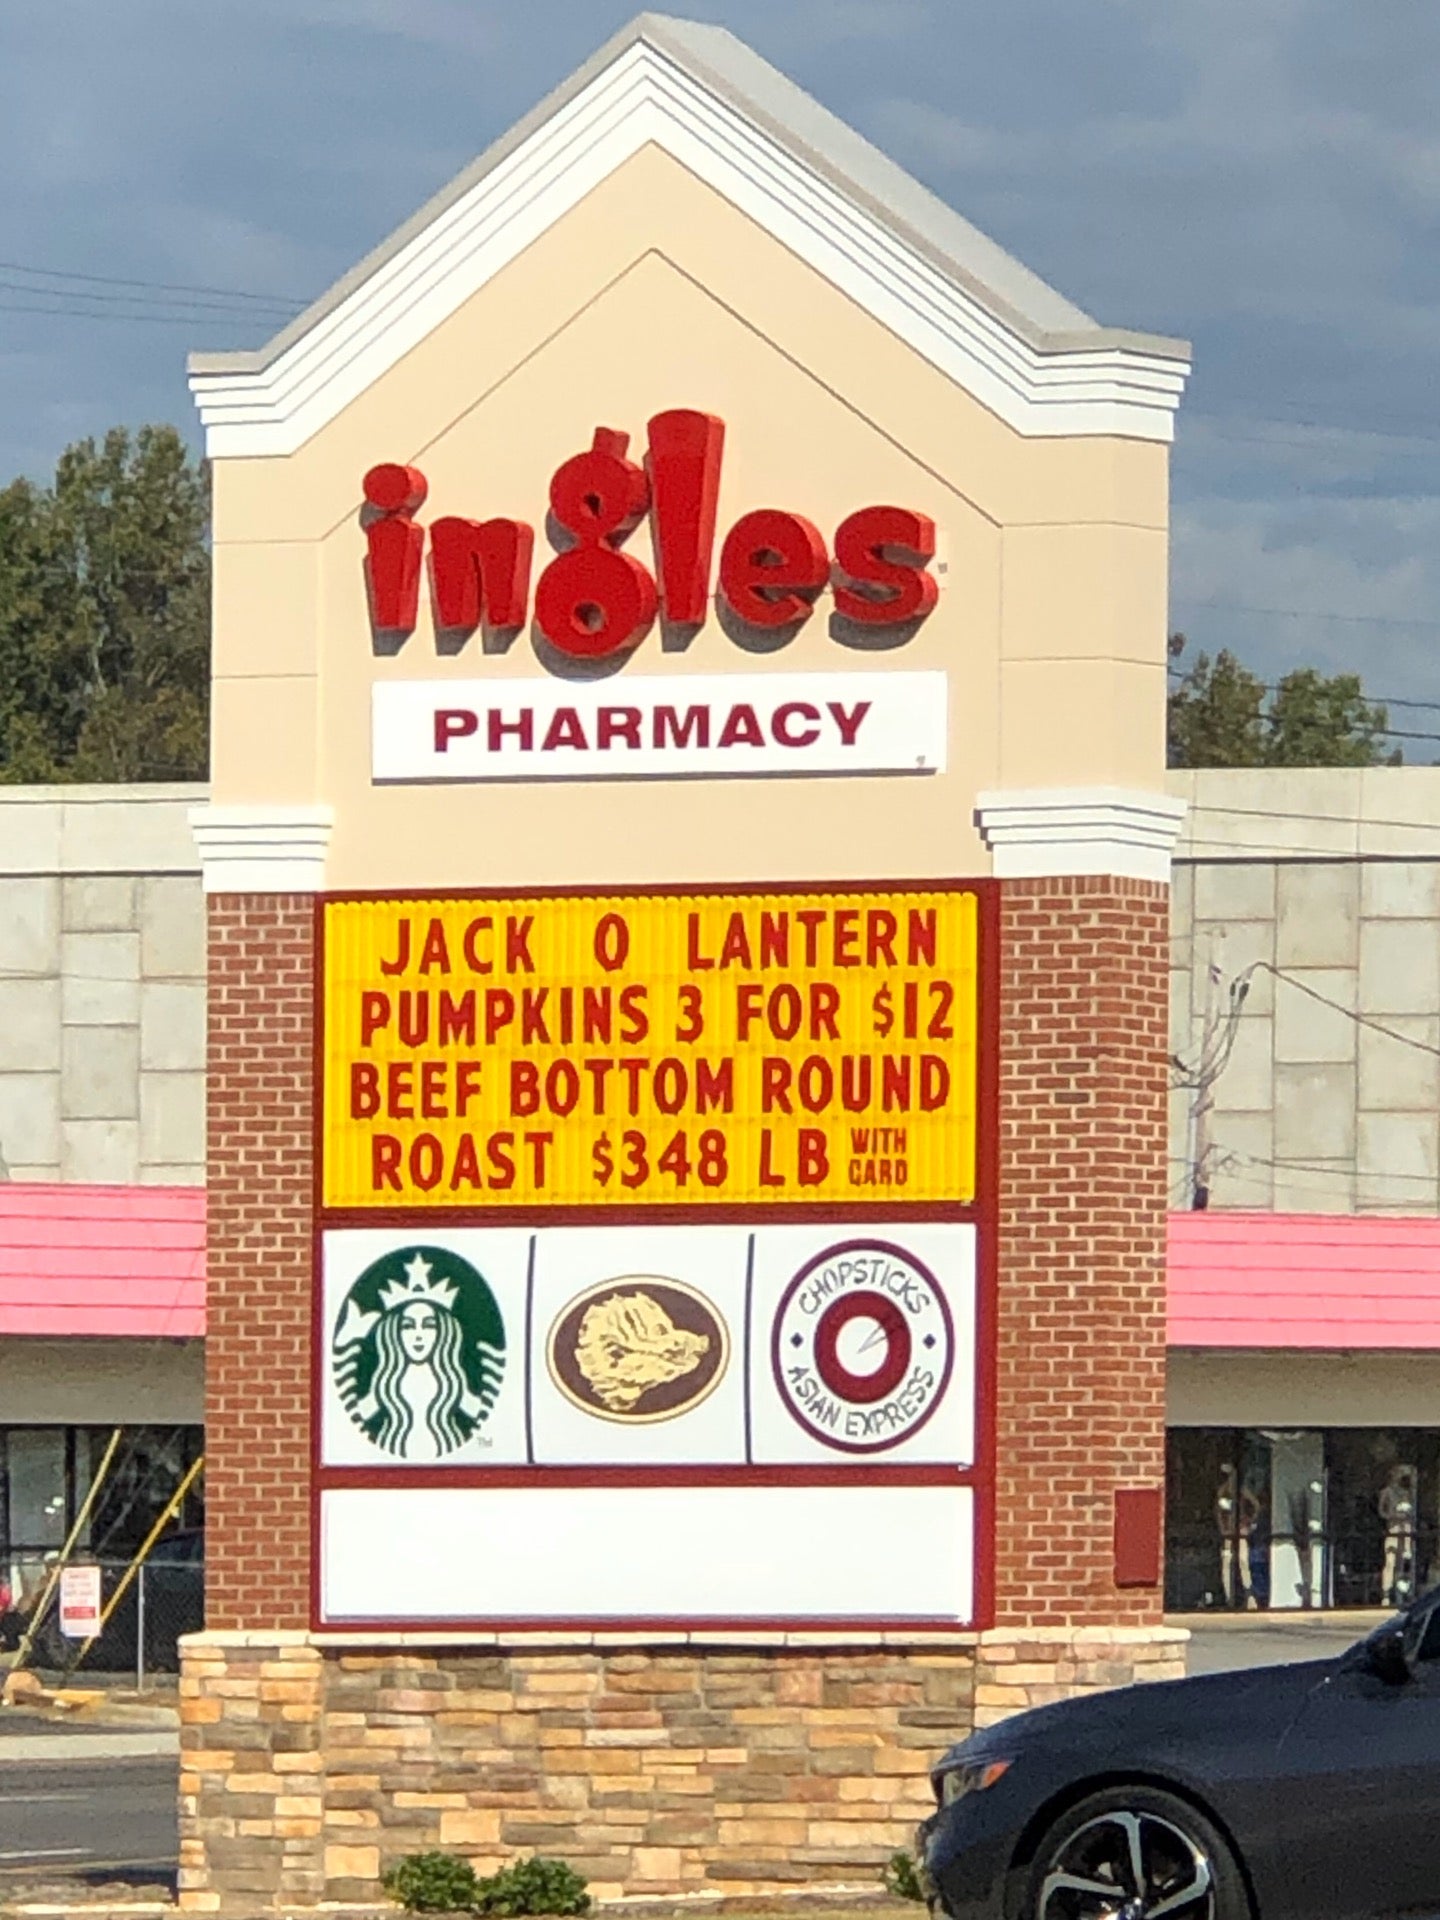 ingles
PHARMACY
JACK O LANTERN
PUMPKINS 3 FOR $12
BEEF BOTTOM ROUND
ROAST $348 LB WITH CARD
TM
CHOPSTICKS
ASIAN EXPRESS